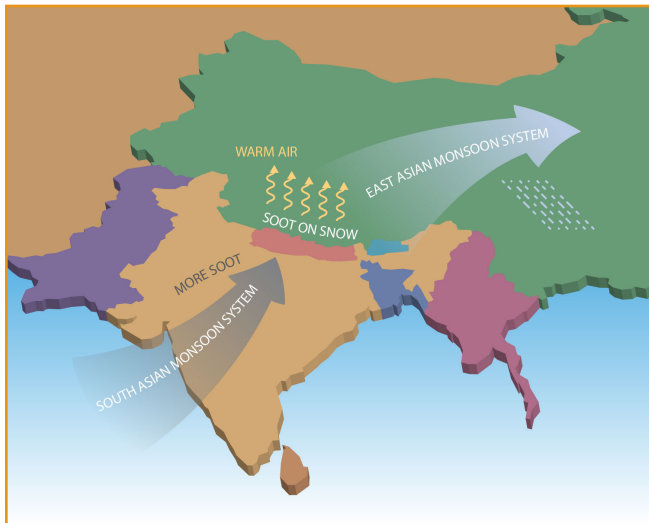 WARM AIR
EAST ASIAN MONSOON SYSTEM
SOOT ON SNOW
MORE SOOT
SOUTH ASIAN MONSOON SYSTEM